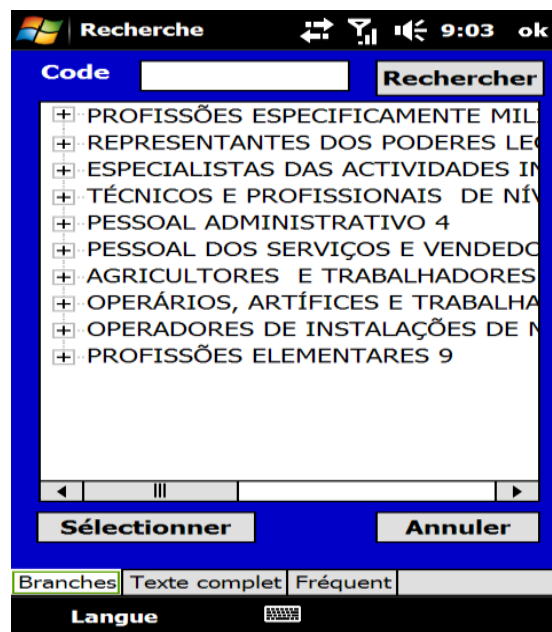 Recherche 9:03 ok
Code Rechercher
PROFISSÕES ESPECIFICAMENTE MIL
REPRESENTANTES DOS PODERES LE
ESPECIALISTAS DAS ACTIVIDADES IN
TÉCNICOS E PROFISSIONAIS DE NÍV
PESSOAL ADMINISTRATIVO 4
PESSOAL DOS SERVIÇOS E VENDEDO
AGRICULTORES E TRABALHADORES
OPERÁRIOS, ARTÍFICES E TRABALHA
OPERADORES DE INSTALAÇÕES DE M
PROFISSÕES ELEMENTARES 9
Sélectionner Annuler
Branches Texte complet Fréquent
Langue